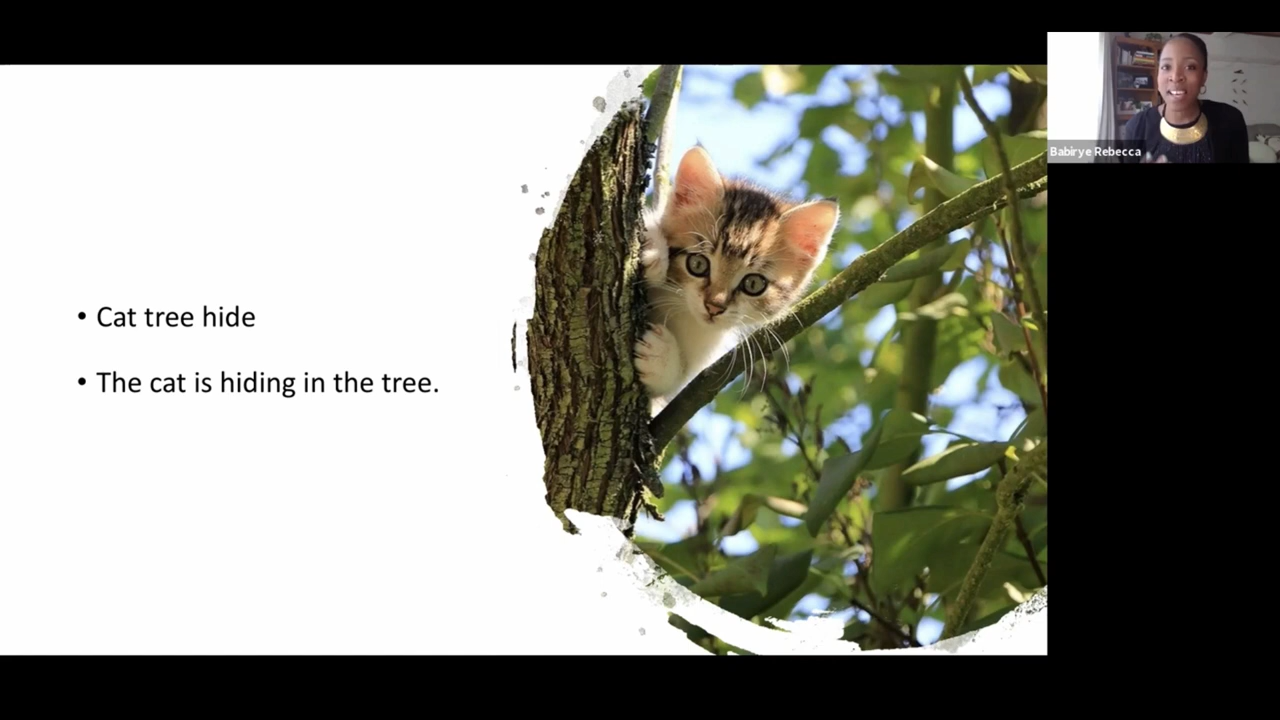 • Cat tree hide
• The cat is hiding in the tree.
Babirye Rebecca